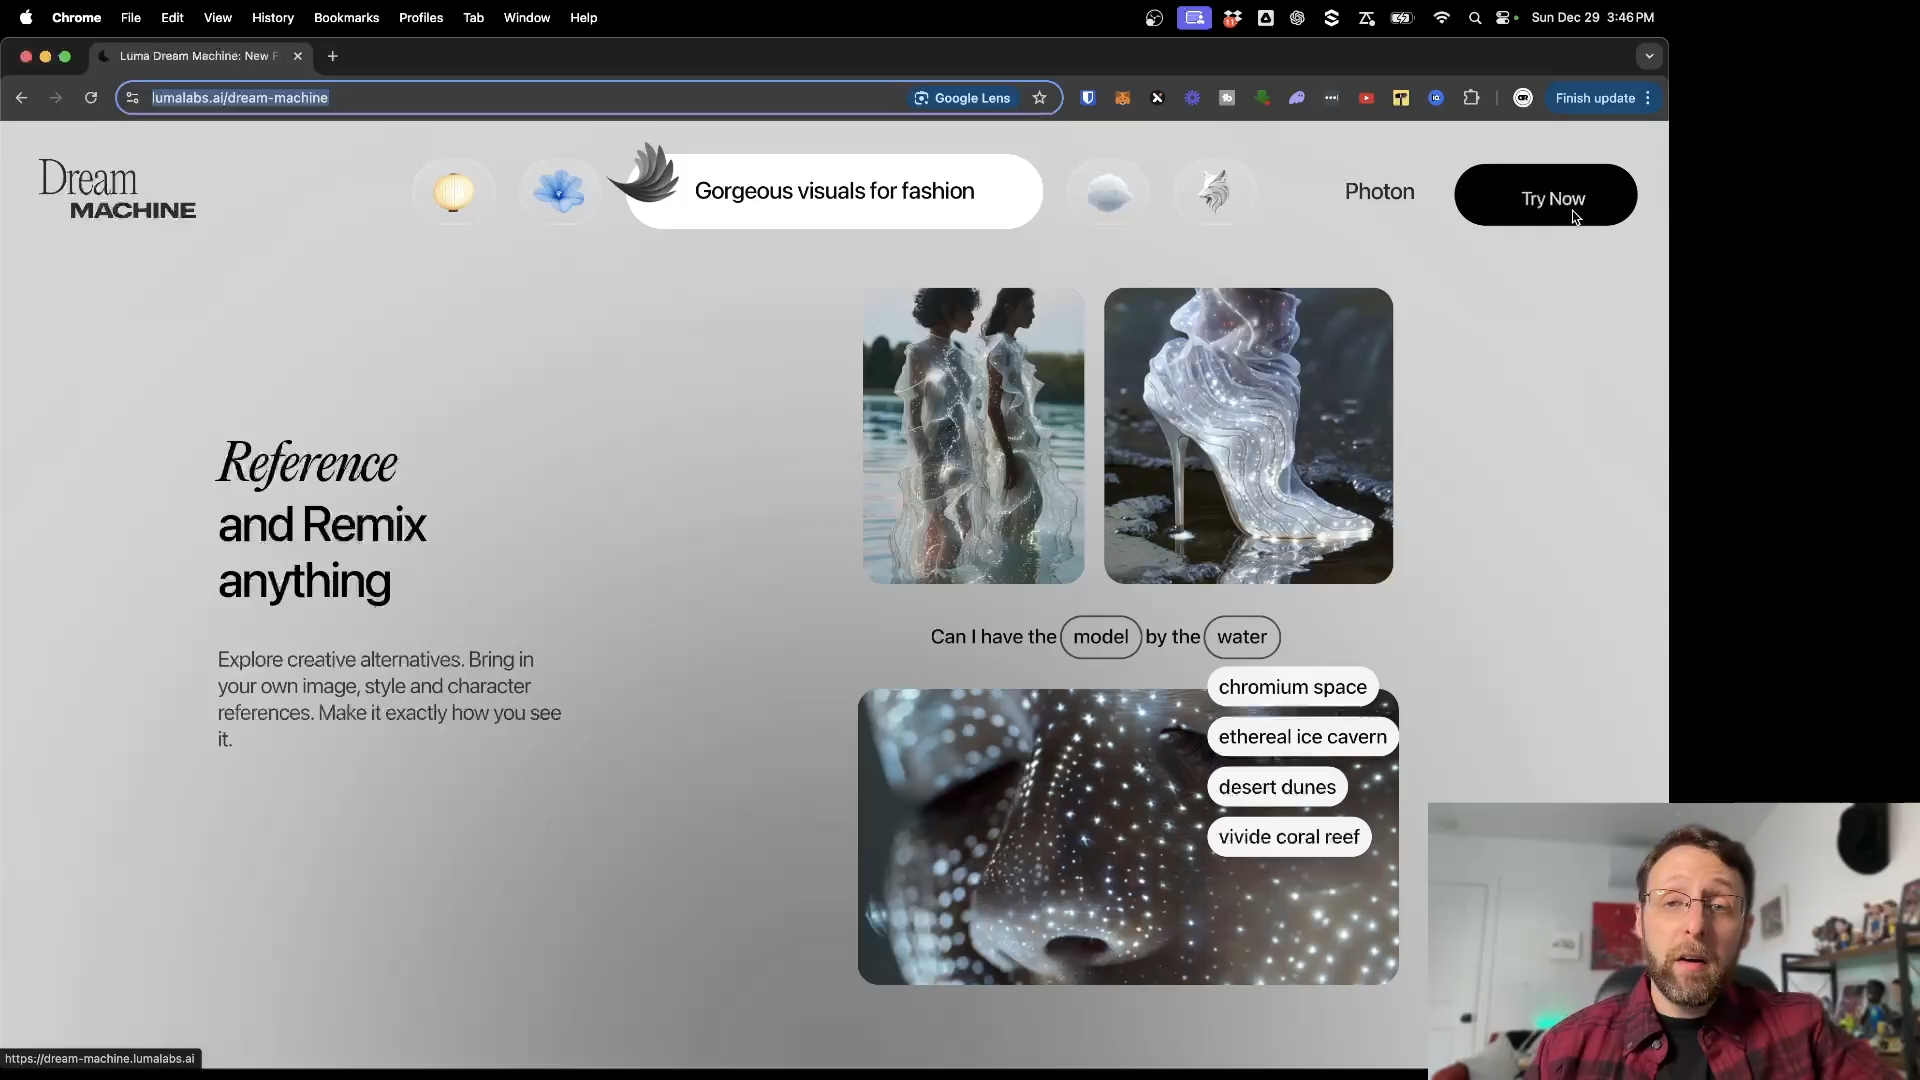 Chrome File Edit View History Bookmarks Profiles Tab Window Help
11
Sun Dec 29 3:46 PM
Luma Dream Machine: New F
lumalabs.ai/dream-machine
Google Lens
Finish update
Dream
MACHINE
Gorgeous visuals for fashion
Photon
Try Now
Reference
and Remix
anything
Explore creative alternatives. Bring in
your own image, style and character
references. Make it exactly how you see
it.
Can I have the model by the water
chromium space
ethereal ice cavern
desert dunes
vivide coral reef
https://dream-machine.lumalabs.ai